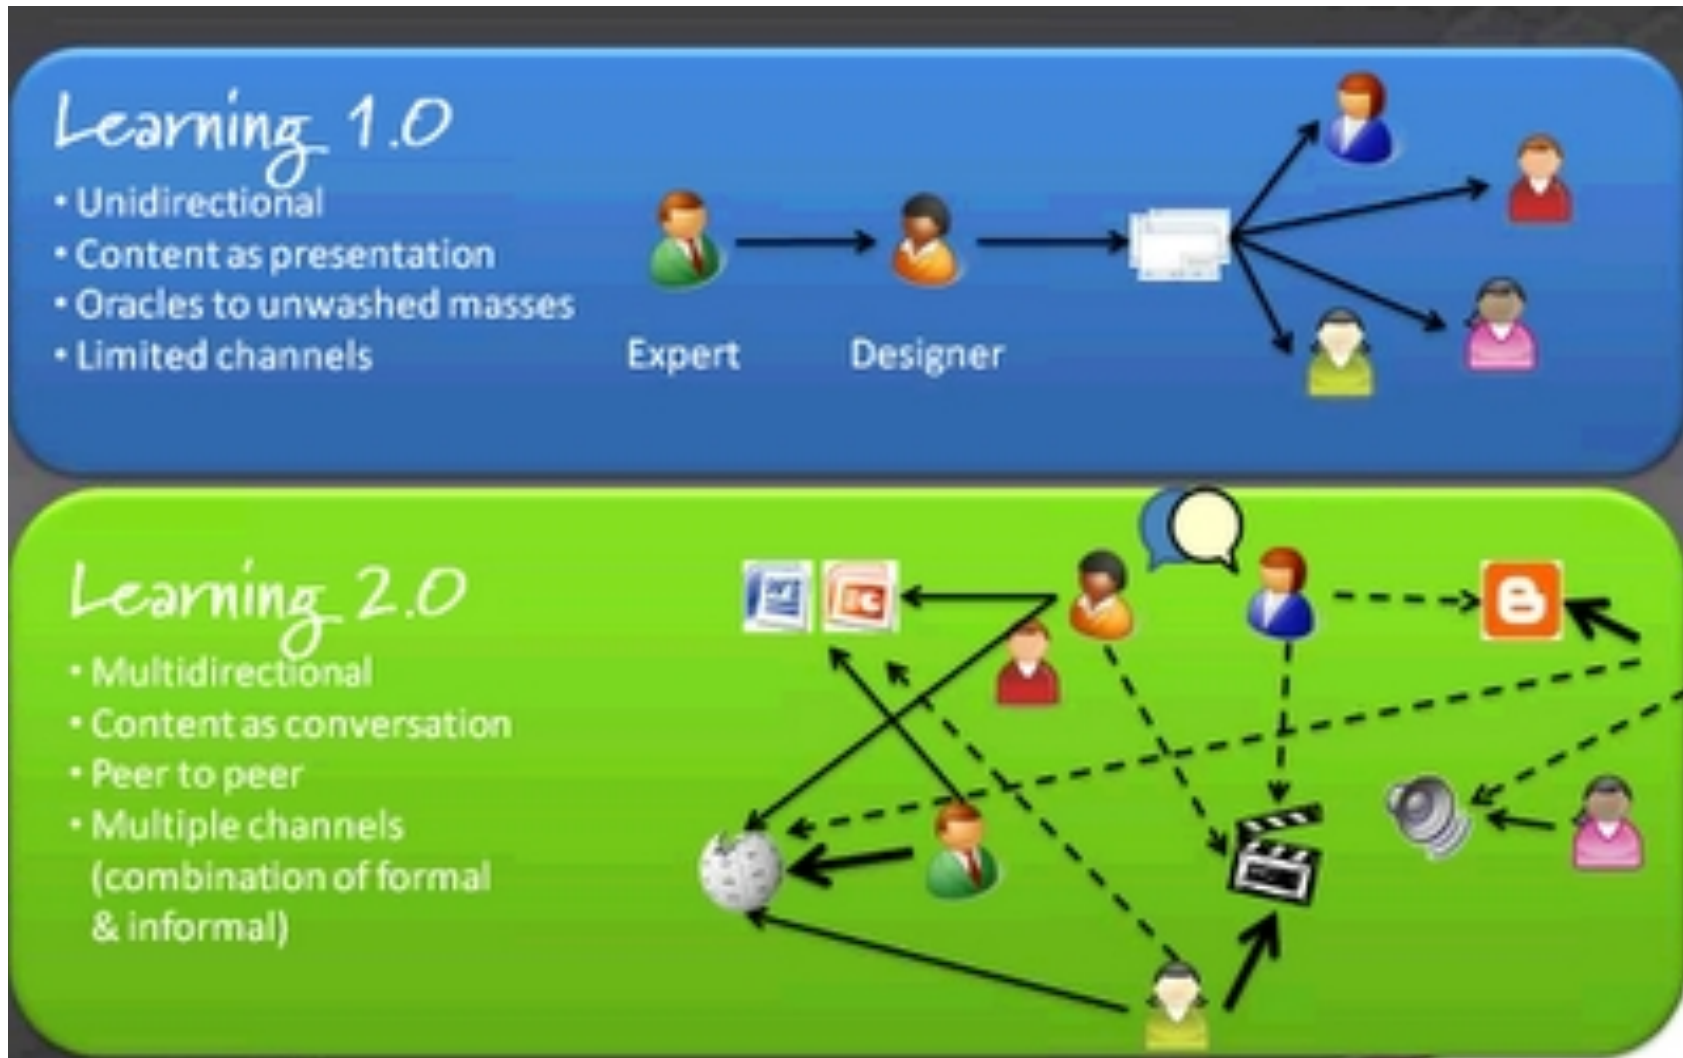 Learning 1.0
• Unidirectional
• Content as presentation
• Oracles to unwashed masses
• Limited channels
Expert
Designer
Learning 2.0
• Multidirectional
• Content as conversation
• Peer to peer
• Multiple channels
(combination of formal
& informal)